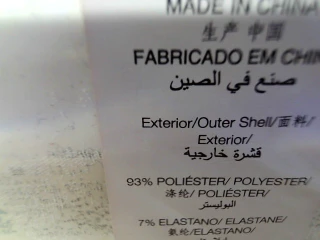 MADE IN CHINA
生产 中国
FABRICADO EM CHIN
صنع في الصين
Exterior/Outer Shell/面料/
Exterior/
قشرة خارجية
93% POLIÉSTER/ POLYESTER/
涤纶/ POLIÉSTER/
البوليستر
7% ELASTANO/ ELASTANE/
氨纶/ELASTANO/